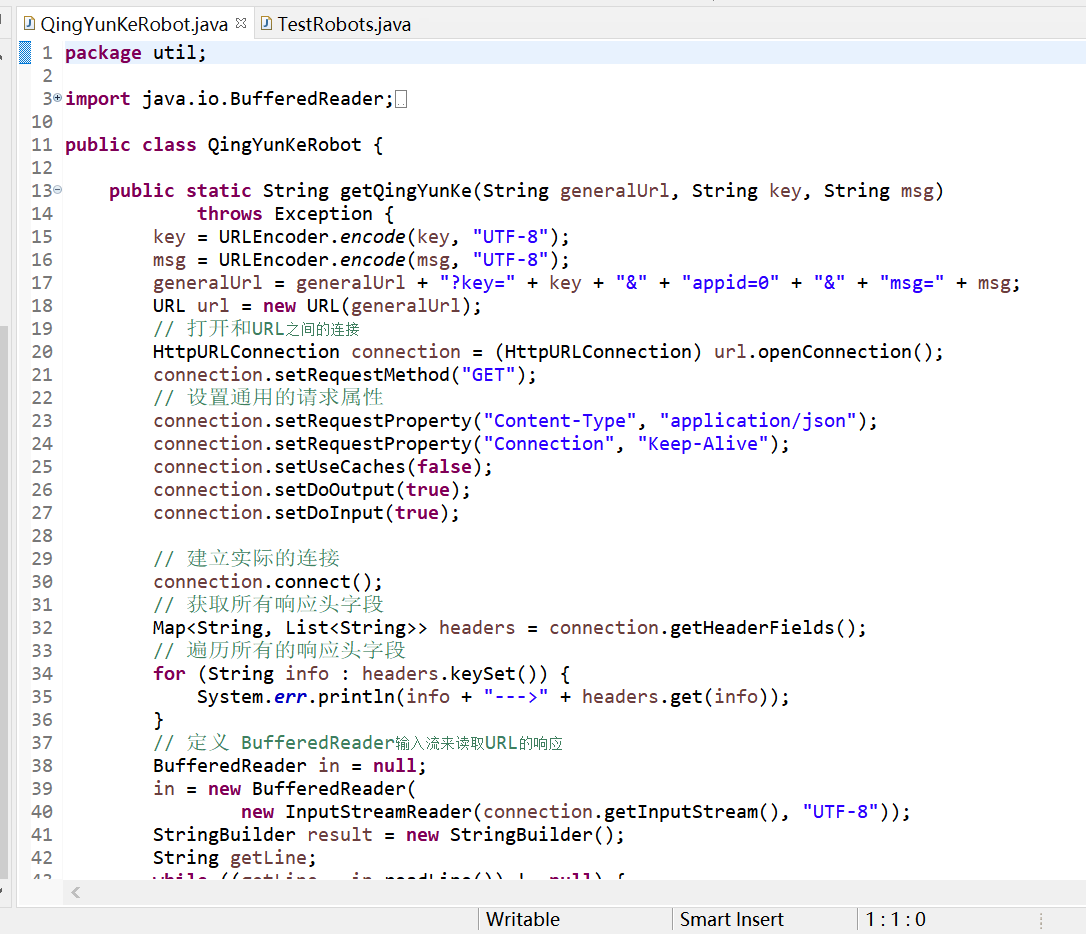 QingYunKeRobot.java TestRobots.java
1 package util;
2
3 import java.io.BufferedReader;
10
11 public class QingYunKeRobot {
12
13 public static String getQingYunKe(String generalUrl, String key, String msg)
14 throws Exception {
15 key = URLEncoder.encode(key, "UTF-8");
16 msg = URLEncoder.encode(msg, "UTF-8");
17 generalUrl = generalUrl + "?key=" + key + "&" + "appid=0" + "&" + "msg=" + msg;
18 URL url = new URL(generalUrl);
19 // 打开和URL之间的连接
20 HttpURLConnection connection = (HttpURLConnection) url.openConnection();
21 connection.setRequestMethod("GET");
22 // 设置通用的请求属性
23 connection.setRequestProperty("Content-Type", "application/json");
24 connection.setRequestProperty("Connection", "Keep-Alive");
25 connection.setUseCaches(false);
26 connection.setDoOutput(true);
27 connection.setDoInput(true);
28
29 // 建立实际的连接
30 connection.connect();
31 // 获取所有响应头字段
32 Map<String, List<String>> headers = connection.getHeaderFields();
33 // 遍历所有的响应头字段
34 for (String info : headers.keySet()) {
35 System.err.println(info + "--->" + headers.get(info));
36 }
37 // 定义 BufferedReader输入流来读取URL的响应
38 BufferedReader in = null;
39 in = new BufferedReader(
40 new InputStreamReader(connection.getInputStream(), "UTF-8"));
41 StringBuilder result = new StringBuilder();
42 String getLine;
43 while ((getLine = in.readLine()) != null) {
Writable Smart Insert 1 : 1 : 0